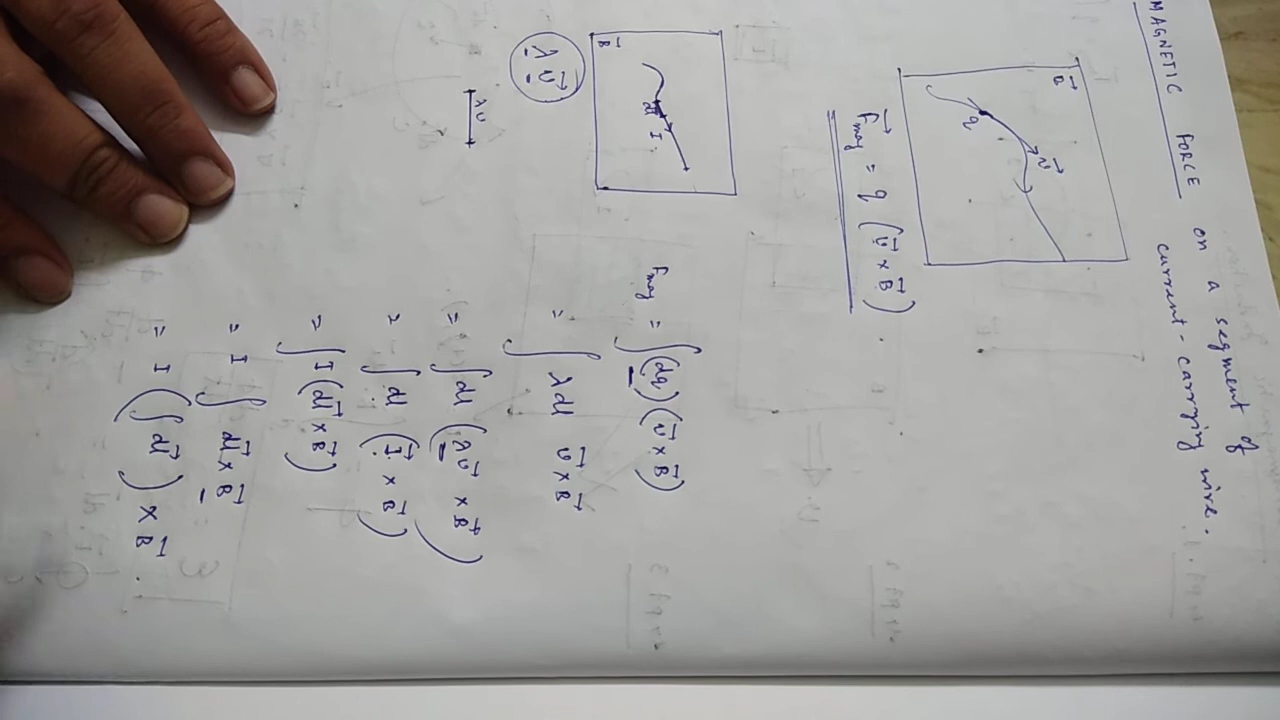 MAGNETIC FORCE on a segment of
current-carrying wire.
B⃗
q
v⃗
F⃗mag = q (v⃗ × B⃗)
B⃗
dl
I
λ v⃗
λv
Fmag = ∫(dq) (v⃗ × B⃗)
= ∫ λdl v⃗ × B⃗
= ∫ dl (λv⃗ × B⃗)
= ∫ dl (I⃗ × B⃗)
= ∫ I (dl⃗ × B⃗)
= I ∫ dl⃗ × B⃗
= I (∫ dl⃗) × B⃗.